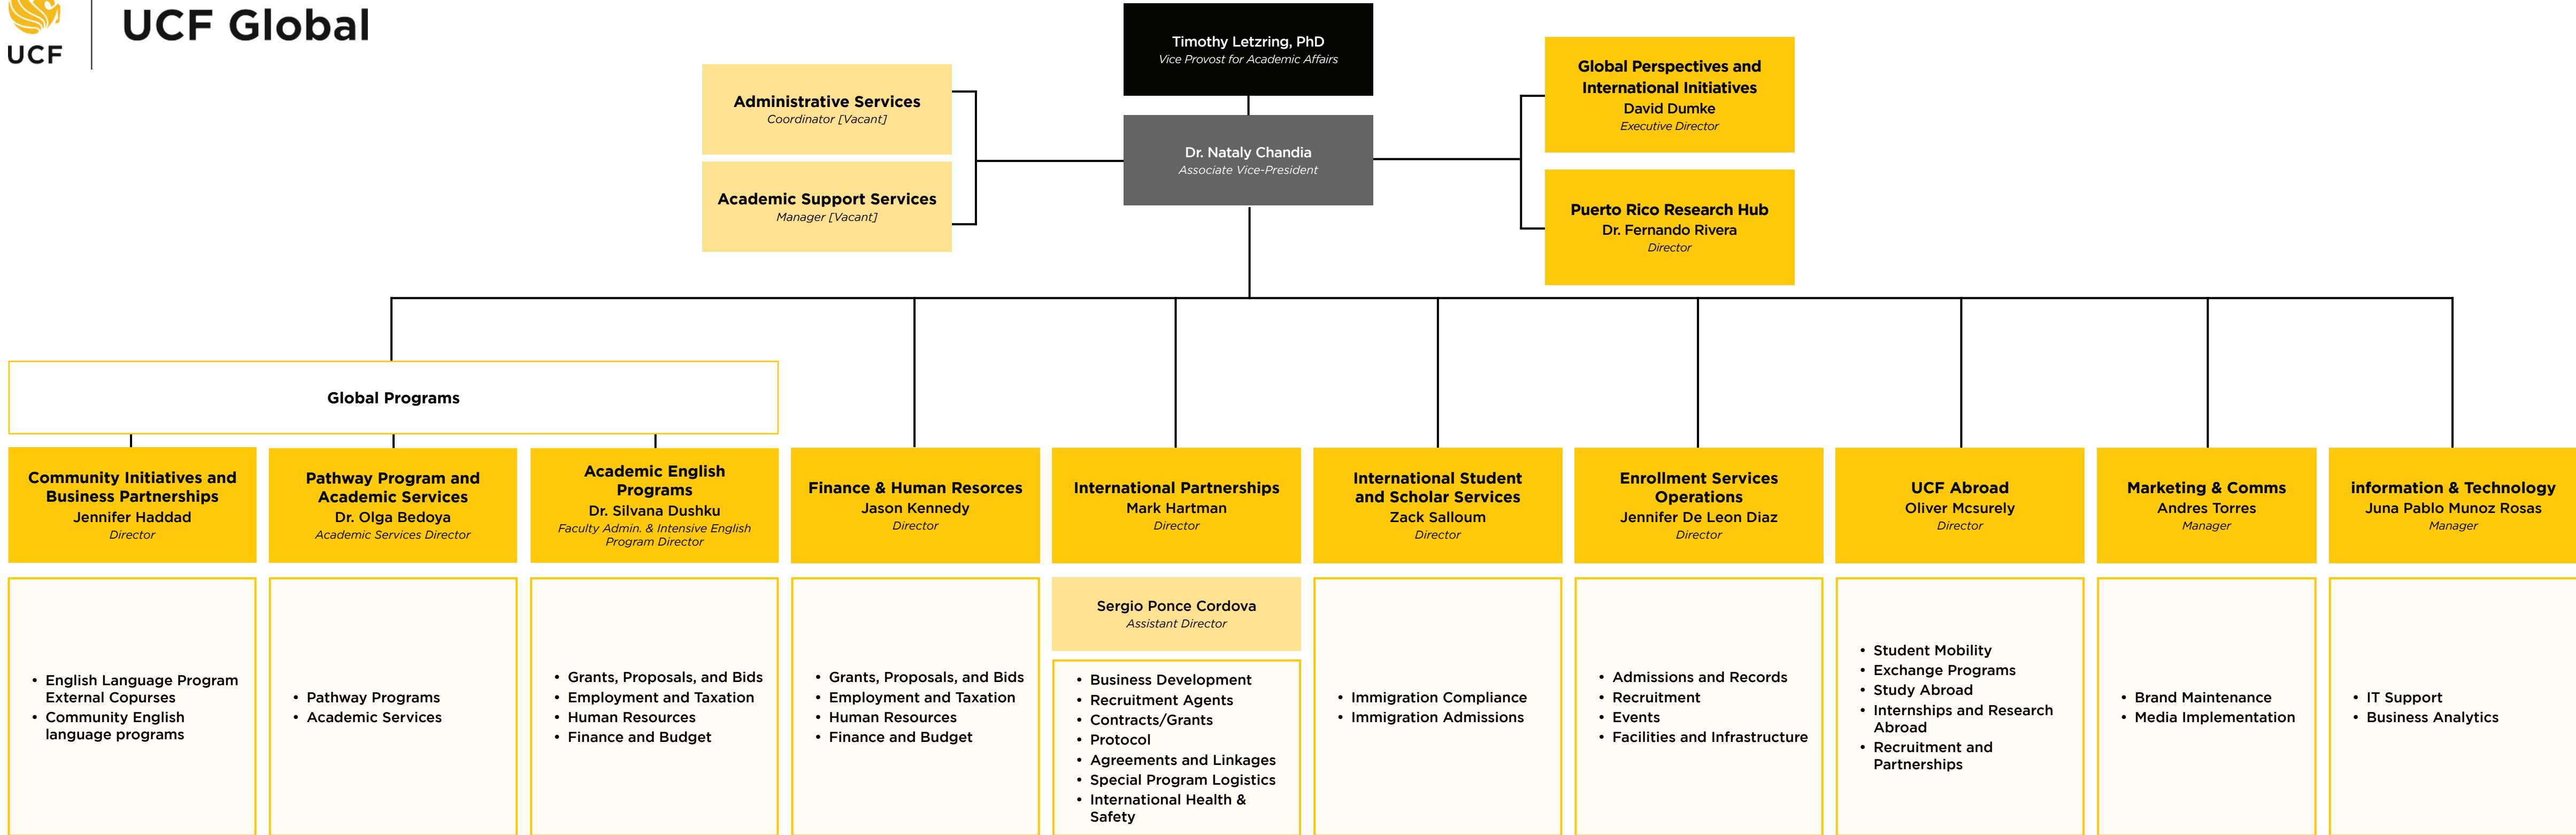 UCF
UCF Global
Timothy Letzring, PhD
Vice Provost for Academic Affairs
Dr. Nataly Chandia
Associate Vice-President
Administrative Services
Coordinator [Vacant]
Academic Support Services
Manager [Vacant]
Global Perspectives and
International Initiatives
David Dumke
Executive Director
Puerto Rico Research Hub
Dr. Fernando Rivera
Director
Global Programs
Community Initiatives and
Business Partnerships
Jennifer Haddad
Director
• English Language Program
External Copurses
• Community English
language programs
Pathway Program and
Academic Services
Dr. Olga Bedoya
Academic Services Director
• Pathway Programs
• Academic Services
Academic English
Programs
Dr. Silvana Dushku
Faculty Admin. & Intensive English
Program Director
• Grants, Proposals, and Bids
• Employment and Taxation
• Human Resources
• Finance and Budget
Finance & Human Resorces
Jason Kennedy
Director
• Grants, Proposals, and Bids
• Employment and Taxation
• Human Resources
• Finance and Budget
International Partnerships
Mark Hartman
Director
Sergio Ponce Cordova
Assistant Director
• Business Development
• Recruitment Agents
• Contracts/Grants
• Protocol
• Agreements and Linkages
• Special Program Logistics
• International Health &
Safety
International Student
and Scholar Services
Zack Salloum
Director
• Immigration Compliance
• Immigration Admissions
Enrollment Services
Operations
Jennifer De Leon Diaz
Director
• Admissions and Records
• Recruitment
• Events
• Facilities and Infrastructure
UCF Abroad
Oliver Mcsurely
Director
• Student Mobility
• Exchange Programs
• Study Abroad
• Internships and Research
Abroad
• Recruitment and
Partnerships
Marketing & Comms
Andres Torres
Manager
• Brand Maintenance
• Media Implementation
information & Technology
Juna Pablo Munoz Rosas
Manager
• IT Support
• Business Analytics